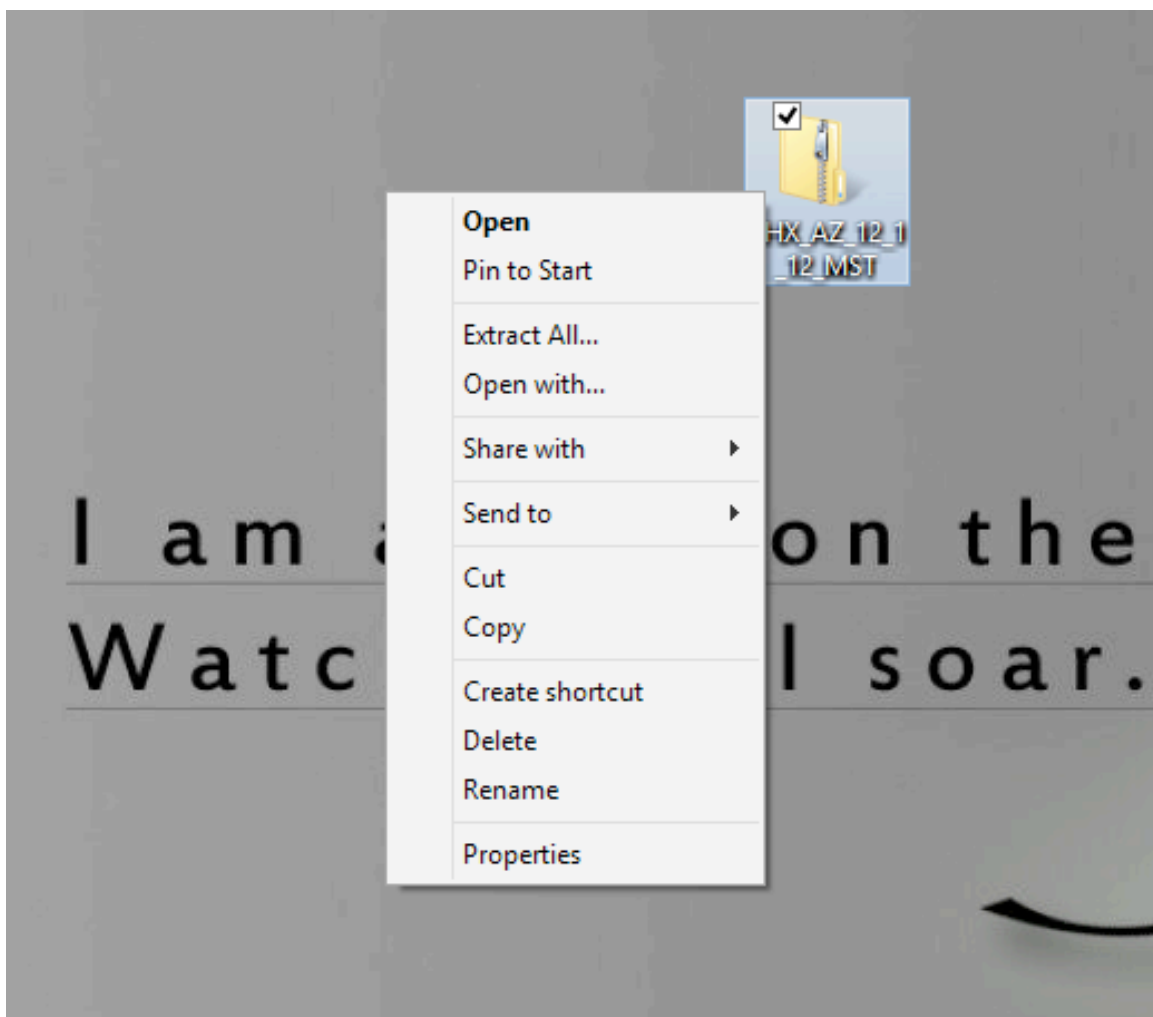 HX_AZ_12_1
_12_MST
Open
Pin to Start
Extract All...
Open with...
Share with
Send to
Cut
Copy
Create shortcut
Delete
Rename
Properties
I am on the
Watc I soar.